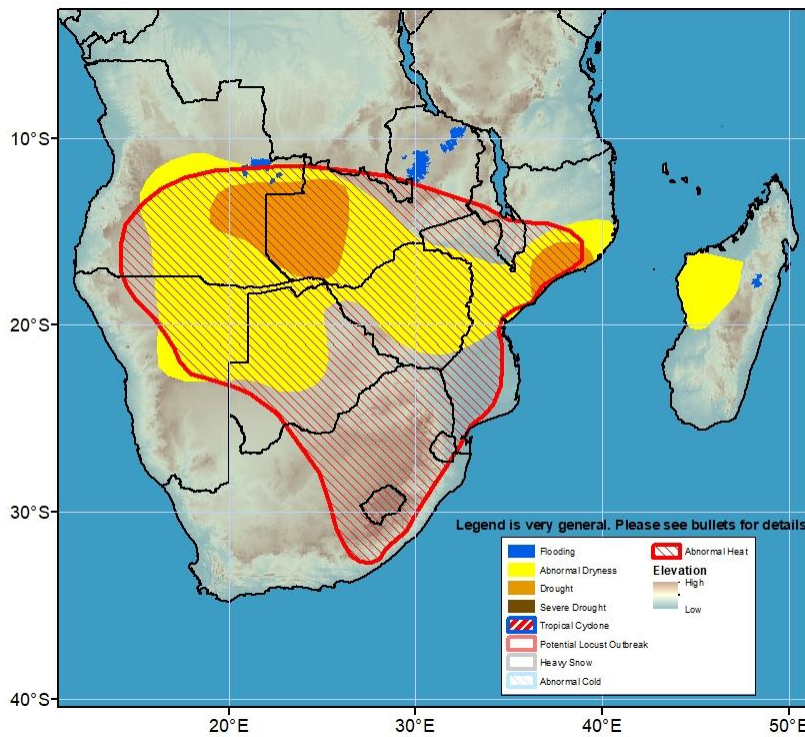 10°S
20°S
30°S
40°S
20°E
30°E
40°E
50°E
Legend is very general. Please see bullets for details
Flooding
Abnormal Dryness
Drought
Severe Drought
Tropical Cyclone
Potential Locust Outbreak
Heavy Snow
Abnormal Cold
Abnormal Heat
Elevation
High
Low